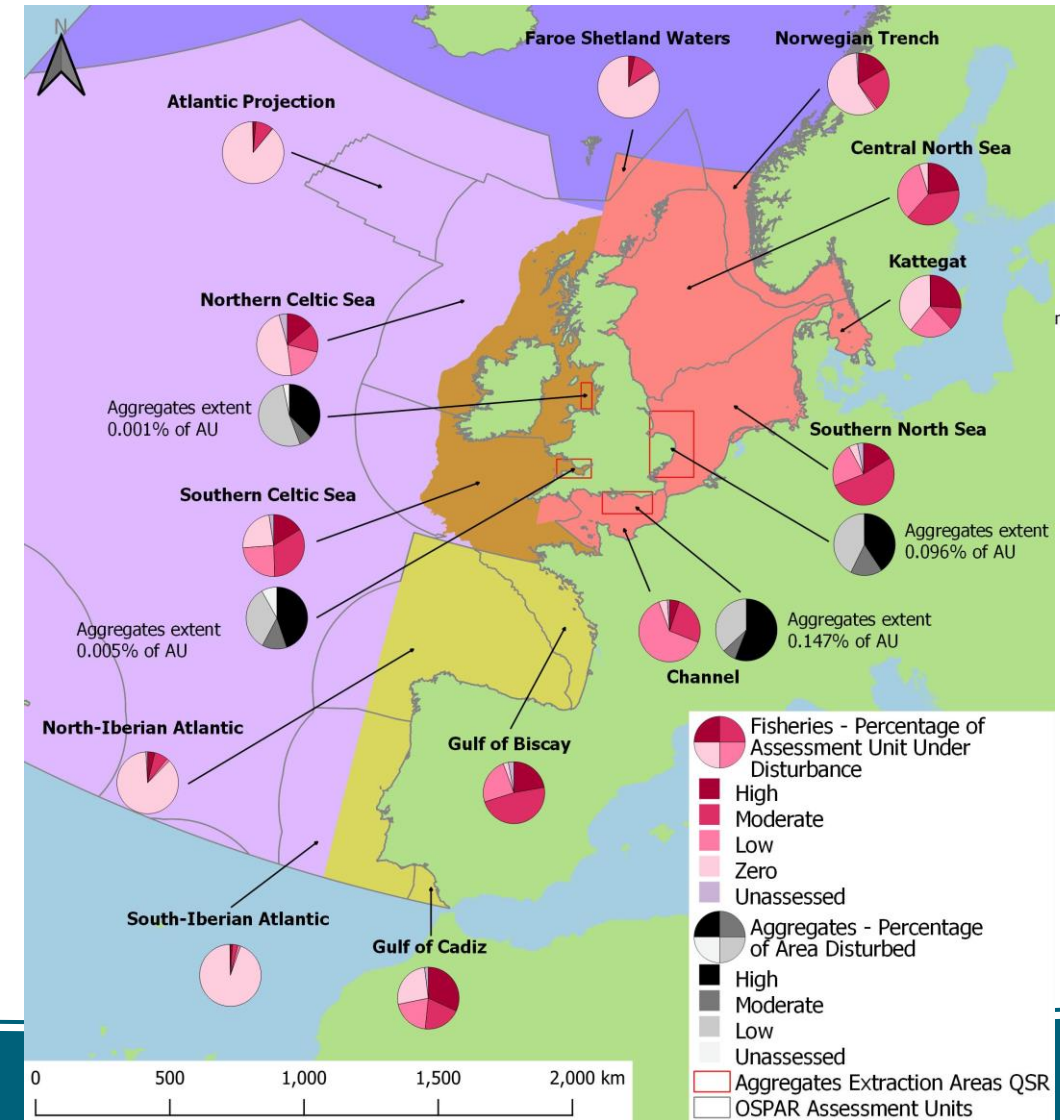 N
Faroe Shetland Waters
Norwegian Trench
Atlantic Projection
Central North Sea
Kattegat
Northern Celtic Sea
Aggregates extent
0.001% of AU
Southern North Sea
Southern Celtic Sea
Aggregates extent
0.096% of AU
Aggregates extent
0.005% of AU
Aggregates extent
0.147% of AU
Channel
North-Iberian Atlantic
Gulf of Biscay
South-Iberian Atlantic
Gulf of Cadiz
Fisheries - Percentage of
Assessment Unit Under
Disturbance
High
Moderate
Low
Zero
Unassessed
Aggregates - Percentage
of Area Disturbed
High
Moderate
Low
Unassessed
Aggregates Extraction Areas QSR
OSPAR Assessment Units
0 500 1,000 1,500 2,000 km